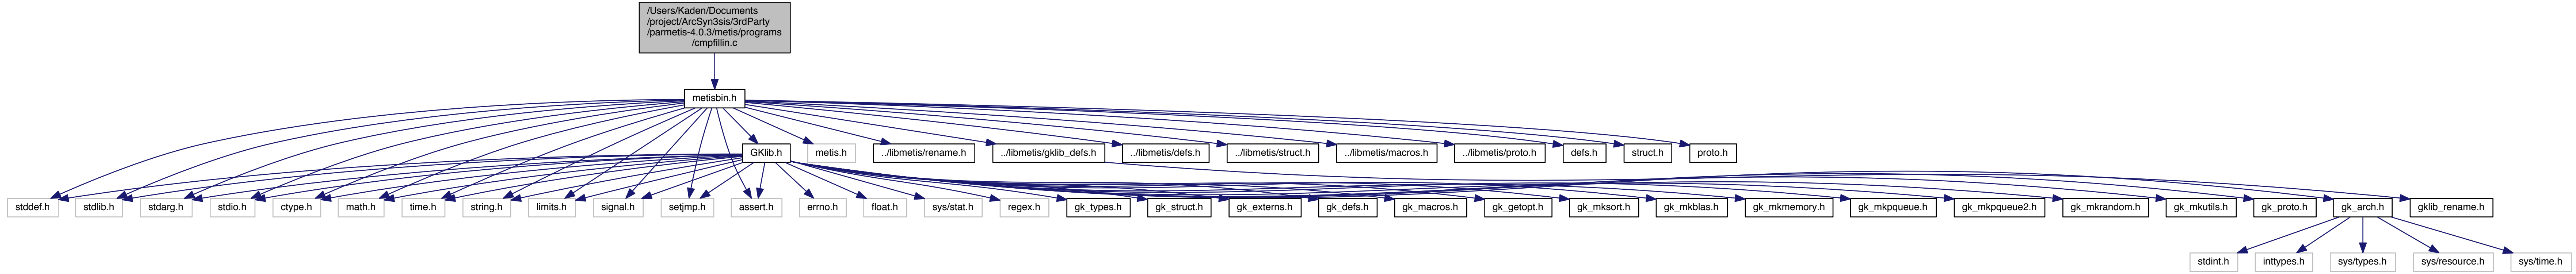 /Users/Kaden/Documents
/project/ArcSyn3sis/3rdParty
/parmetis-4.0.3/metis/programs
/cmpfillin.c
metisbin.h
GKlib.h
metis.h
../libmetis/rename.h
../libmetis/gklib_defs.h
../libmetis/defs.h
../libmetis/struct.h
../libmetis/macros.h
../libmetis/proto.h
defs.h
struct.h
proto.h
stddef.h
stdlib.h
stdarg.h
stdio.h
ctype.h
math.h
time.h
string.h
limits.h
signal.h
setjmp.h
assert.h
errno.h
float.h
sys/stat.h
regex.h
gk_types.h
gk_struct.h
gk_externs.h
gk_defs.h
gk_macros.h
gk_getopt.h
gk_mksort.h
gk_mkblas.h
gk_mkmemory.h
gk_mkpqueue.h
gk_mkpqueue2.h
gk_mkrandom.h
gk_mkutils.h
gk_proto.h
gk_arch.h
gklib_rename.h
stdint.h
inttypes.h
sys/types.h
sys/resource.h
sys/time.h